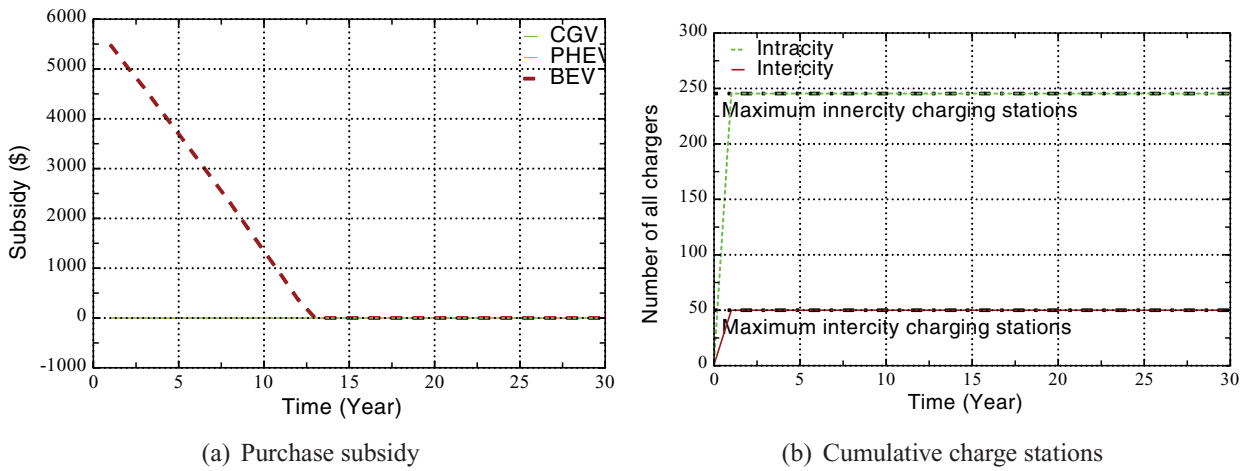 6000
5000
4000
3000
2000
1000
0
-1000
Subsidy ($)
CGV
PHEV
BEV
0 5 10 15 20 25 30
Time (Year)
(a) Purchase subsidy
300
250
200
150
100
50
0
Number of all chargers
Intracity
Intercity
Maximum innercity charging stations
Maximum intercity charging stations
0 5 10 15 20 25 30
Time (Year)
(b) Cumulative charge stations